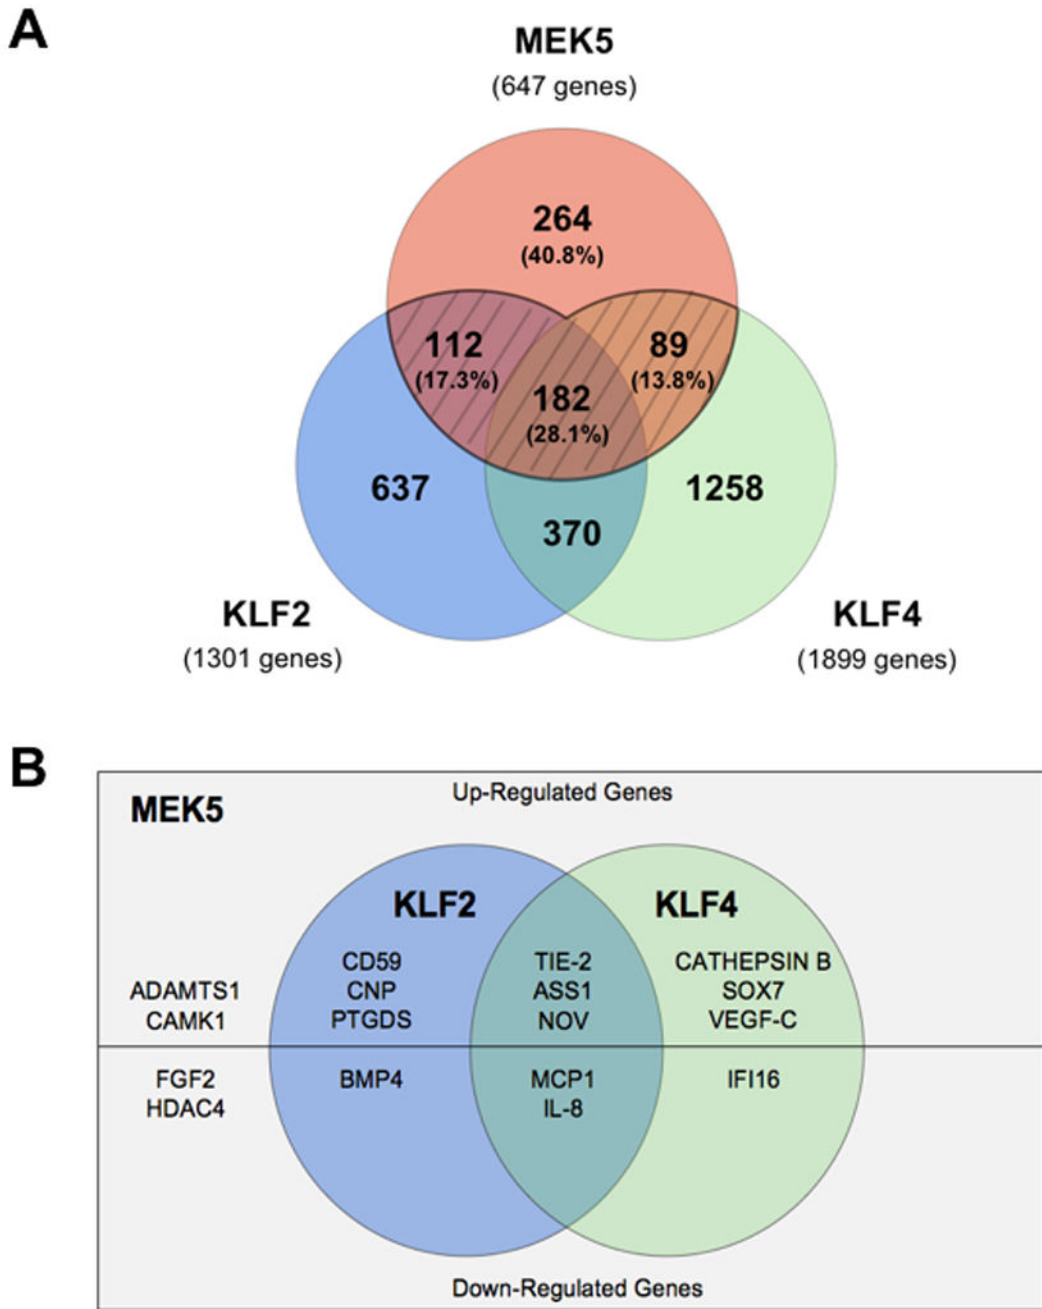 A
MEK5
(647 genes)
264
(40.8%)
112
(17.3%)
89
(13.8%)
182
(28.1%)
637
1258
370
KLF2
(1301 genes)
KLF4
(1899 genes)
B
Up-Regulated Genes
MEK5
KLF2
KLF4
ADAMTS1
CAMK1
CD59
CNP
PTGDS
TIE-2
ASS1
NOV
CATHEPSIN B
SOX7
VEGF-C
FGF2
HDAC4
BMP4
MCP1
IL-8
IFI16
Down-Regulated Genes